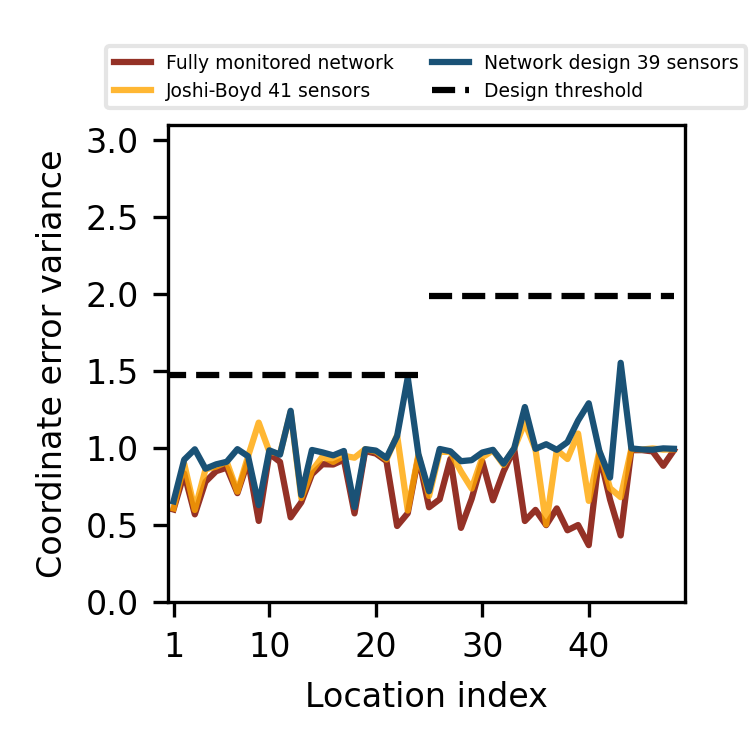 Fully monitored network
Network design 39 sensors
Joshi-Boyd 41 sensors
Design threshold
3.0
2.5
2.0
1.5
1.0
0.5
0.0
Coordinate error variance
1
10
20
30
40
Location index